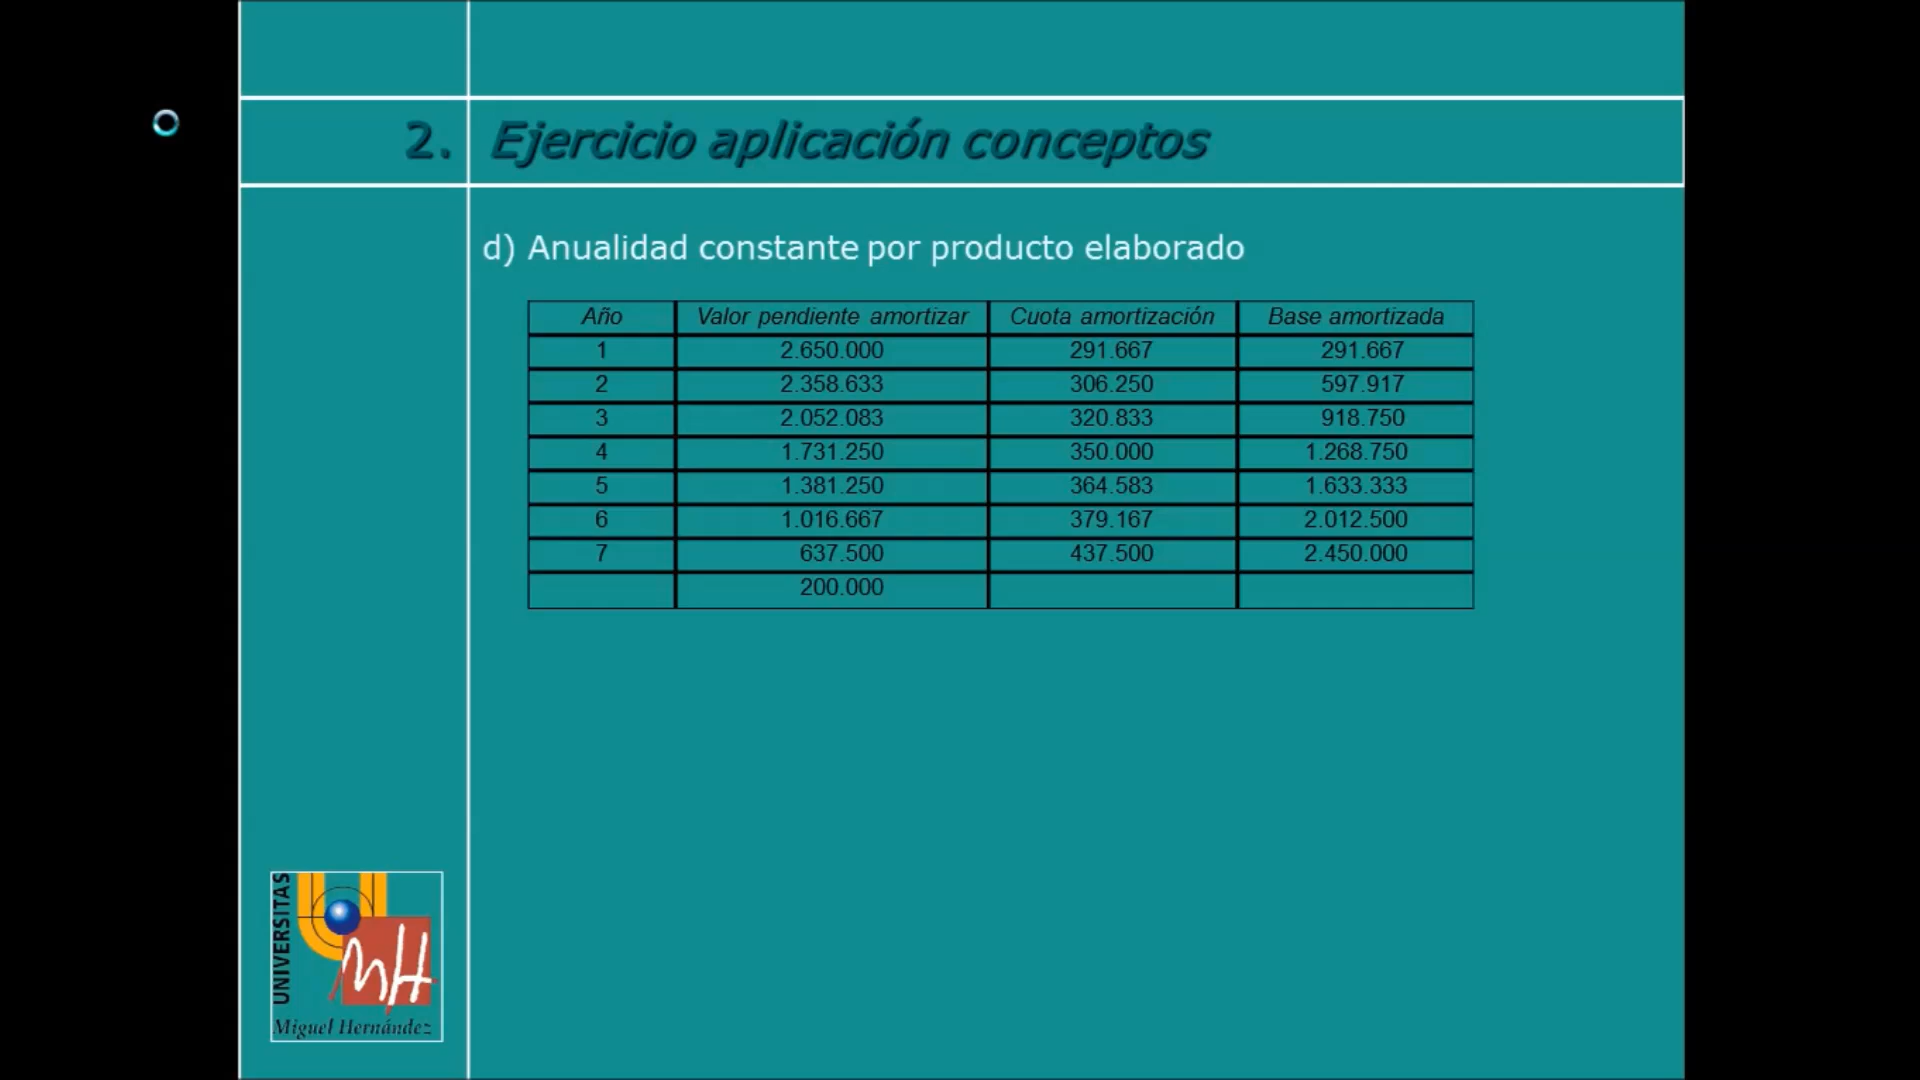 2. Ejercicio aplicación conceptos
d) Anualidad constante por producto elaborado
Año Valor pendiente amortizar Cuota amortización Base amortizada
1 2.650.000 291.667 291.667
2 2.358.633 306.250 597.917
3 2.052.083 320.833 918.750
4 1.731.250 350.000 1.268.750
5 1.381.250 364.583 1.633.333
6 1.016.667 379.167 2.012.500
7 637.500 437.500 2.450.000
200.000
UNIVERSITAS
MH
Miguel Hernández